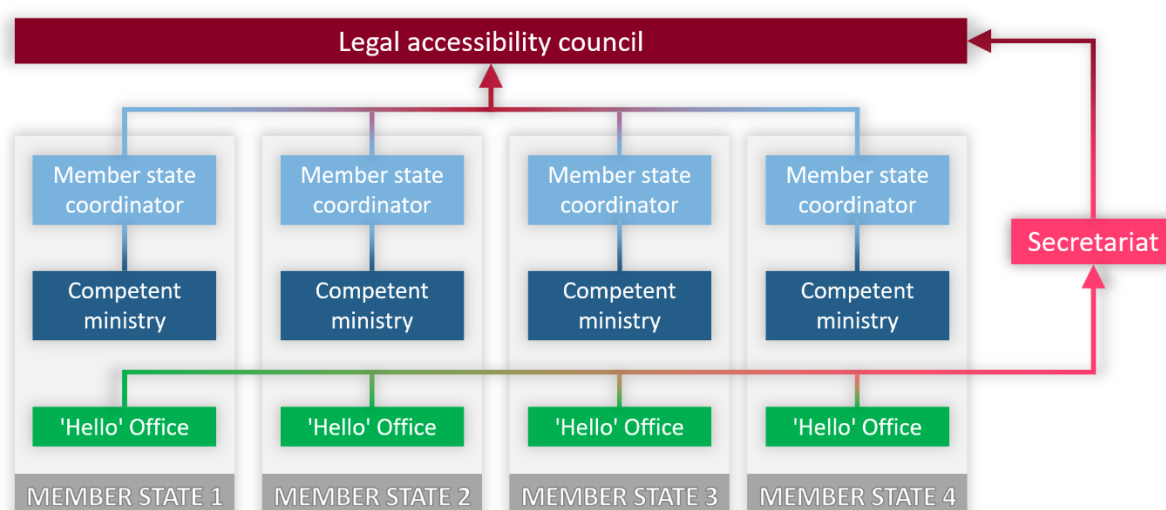 Legal accessibility council
Member state
coordinator
Member state
coordinator
Member state
coordinator
Member state
coordinator
Secretariat
Competent
ministry
Competent
ministry
Competent
ministry
Competent
ministry
'Hello' Office
'Hello' Office
'Hello' Office
'Hello' Office
MEMBER STATE 1
MEMBER STATE 2
MEMBER STATE 3
MEMBER STATE 4